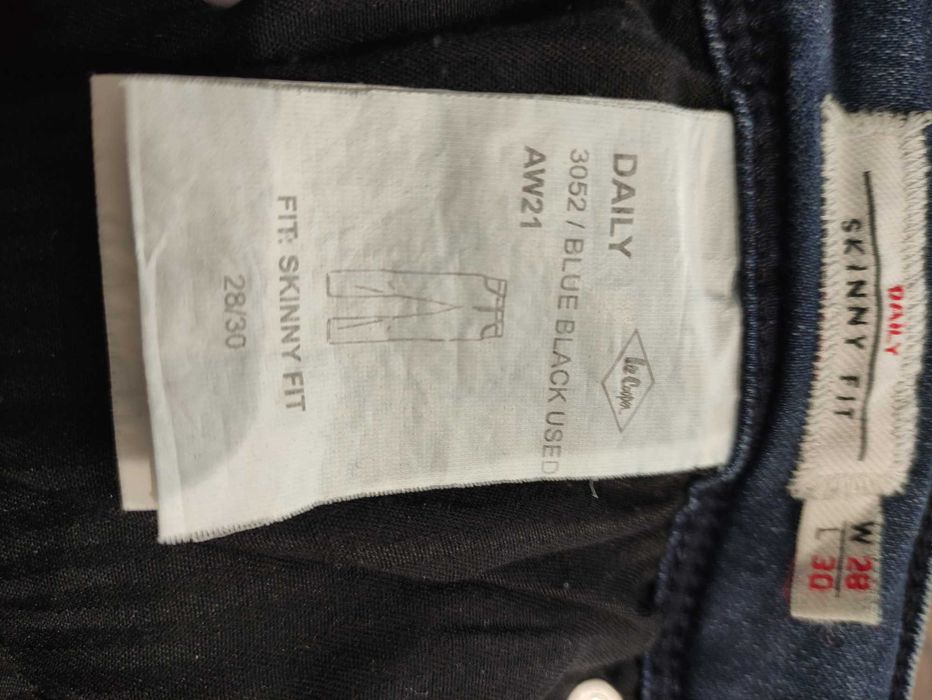 DAILY
3052 / BLUE BLACK USED
AW21
Lee Cooper
FIT: SKINNY FIT
28/30
DAILY
SKINNY FIT
W 28
L 30